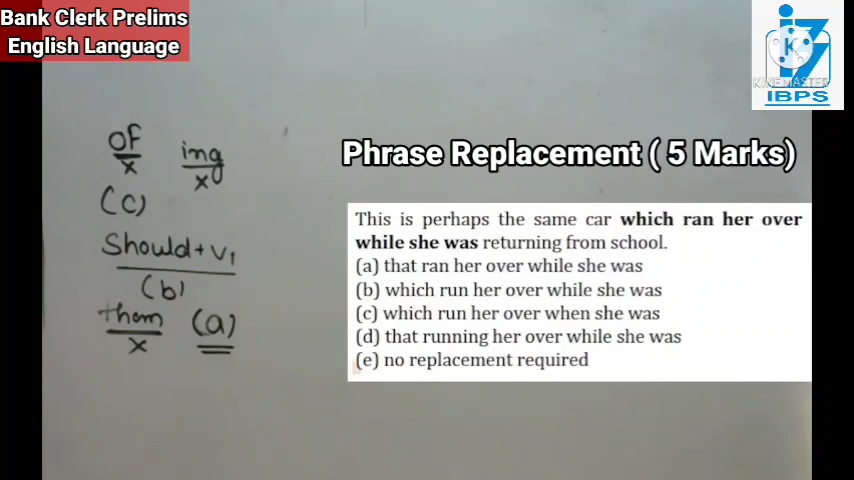 Bank Clerk Prelims
English Language
KINEMASTER
IBPS
of
x
ing
x
(c)
Should + V1
(b)
them
x
(a)
Phrase Replacement ( 5 Marks)
This is perhaps the same car which ran her over
while she was returning from school.
(a) that ran her over while she was
(b) which run her over while she was
(c) which run her over when she was
(d) that running her over while she was
(e) no replacement required